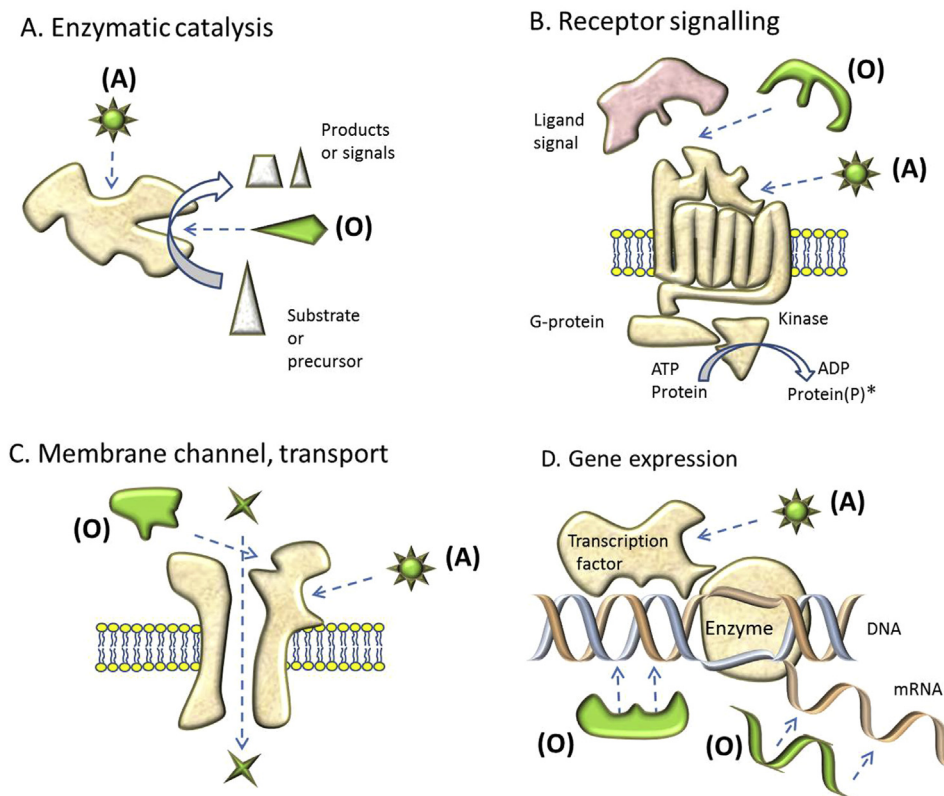 A. Enzymatic catalysis
(A)
Products
or signals
(O)
Substrate
or
precursor
B. Receptor signalling
(O)
Ligand
signal
(A)
G-protein
Kinase
ATP
Protein
ADP
Protein(P)*
C. Membrane channel, transport
(O)
(A)
D. Gene expression
(A)
Transcription
factor
Enzyme
DNA
mRNA
(O)
(O)